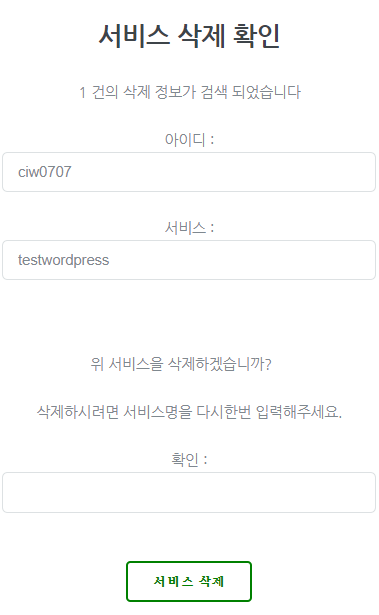 서비스 삭제 확인
1 건의 삭제 정보가 검색 되었습니다
아이디 :
ciw0707
서비스 :
testwordpress
위 서비스을 삭제하겠습니까?
삭제하시려면 서비스명을 다시한번 입력해주세요.
확인 :
서비스 삭제